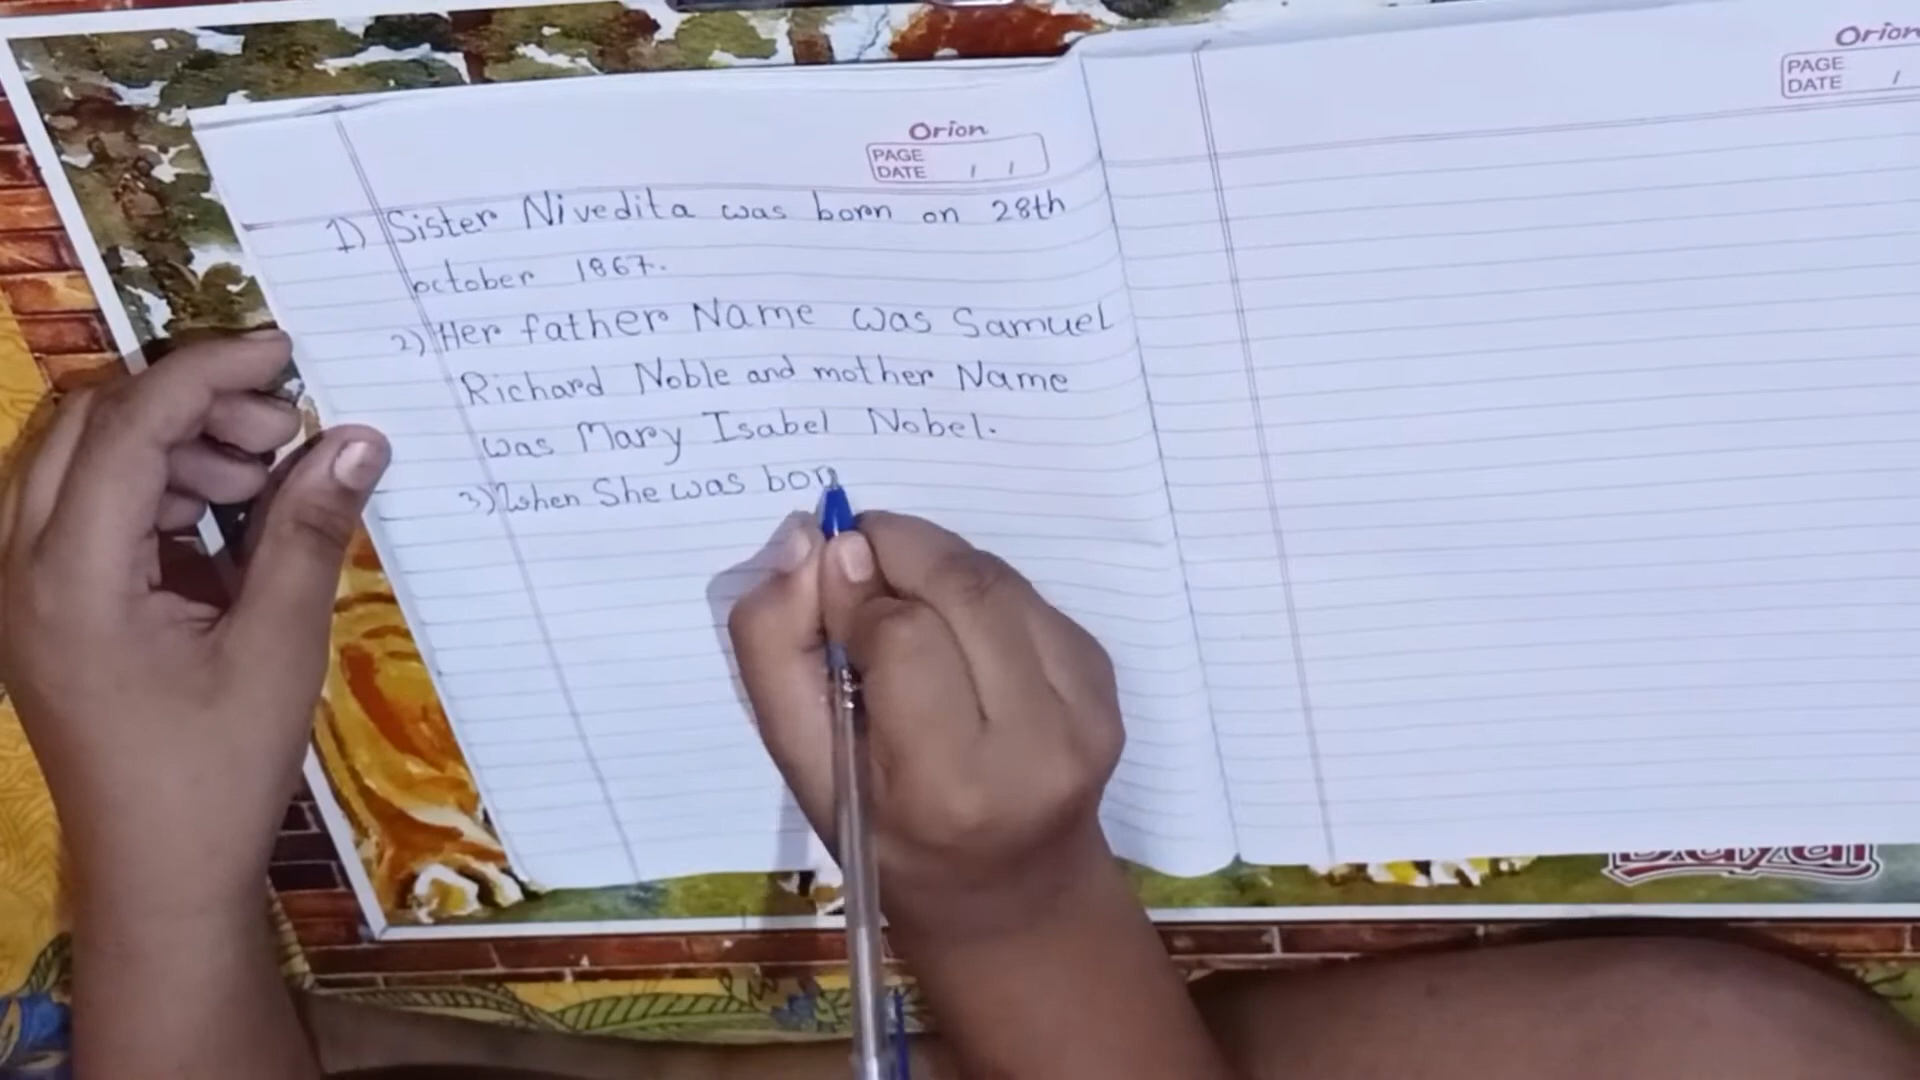 Orion
PAGE
DATE / /
1) Sister Nivedita was born on 28th
october 1867.
2) Her father Name was Samuel
Richard Noble and mother Name
was Mary Isabel Nobel.
3) When She was born
Orion
PAGE
DATE /